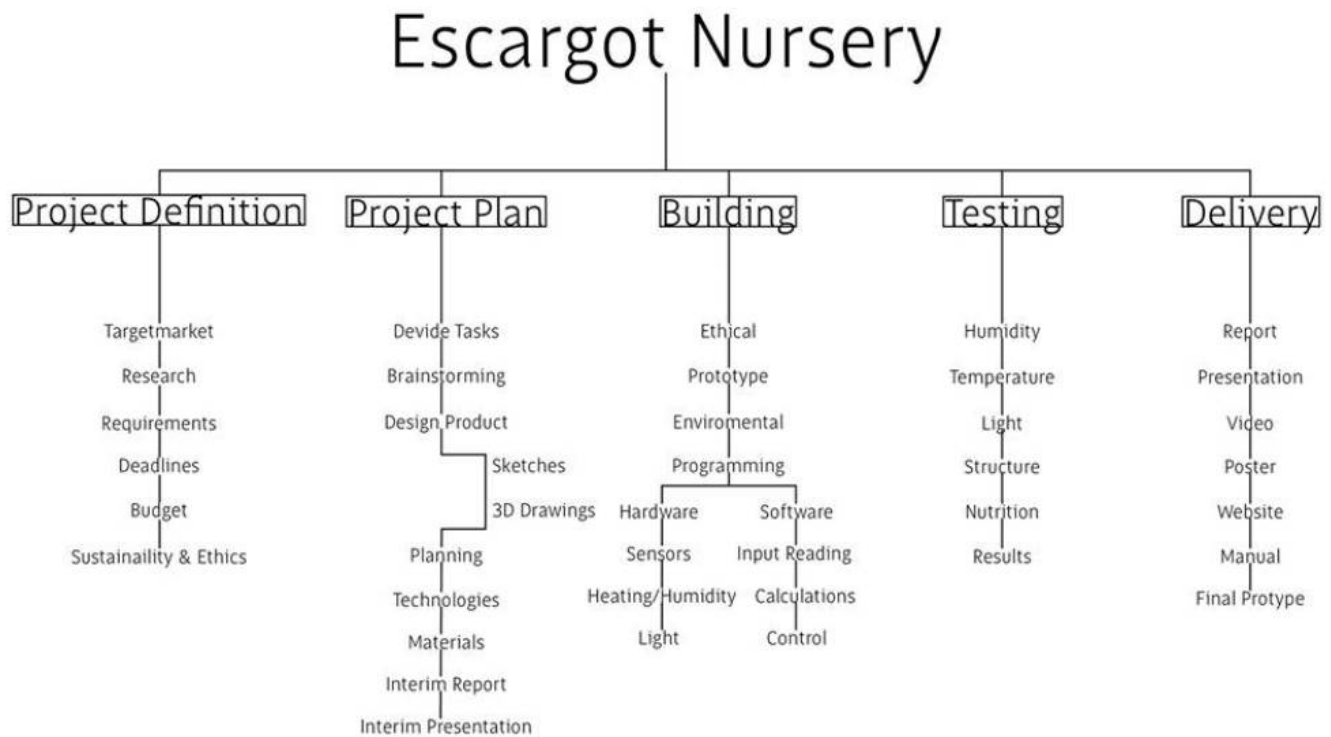 Escargot Nursery
Project Definition
Targetmarket
Research
Requirements
Deadlines
Budget
Sustainaility & Ethics
Project Plan
Devide Tasks
Brainstorming
Design Product
Sketches
3D Drawings
Planning
Technologies
Materials
Interim Report
Interim Presentation
Building
Ethical
Prototype
Enviromental
Programming
Hardware
Sensors
Heating/Humidity
Light
Software
Input Reading
Calculations
Control
Testing
Humidity
Temperature
Light
Structure
Nutrition
Results
Delivery
Report
Presentation
Video
Poster
Website
Manual
Final Protype